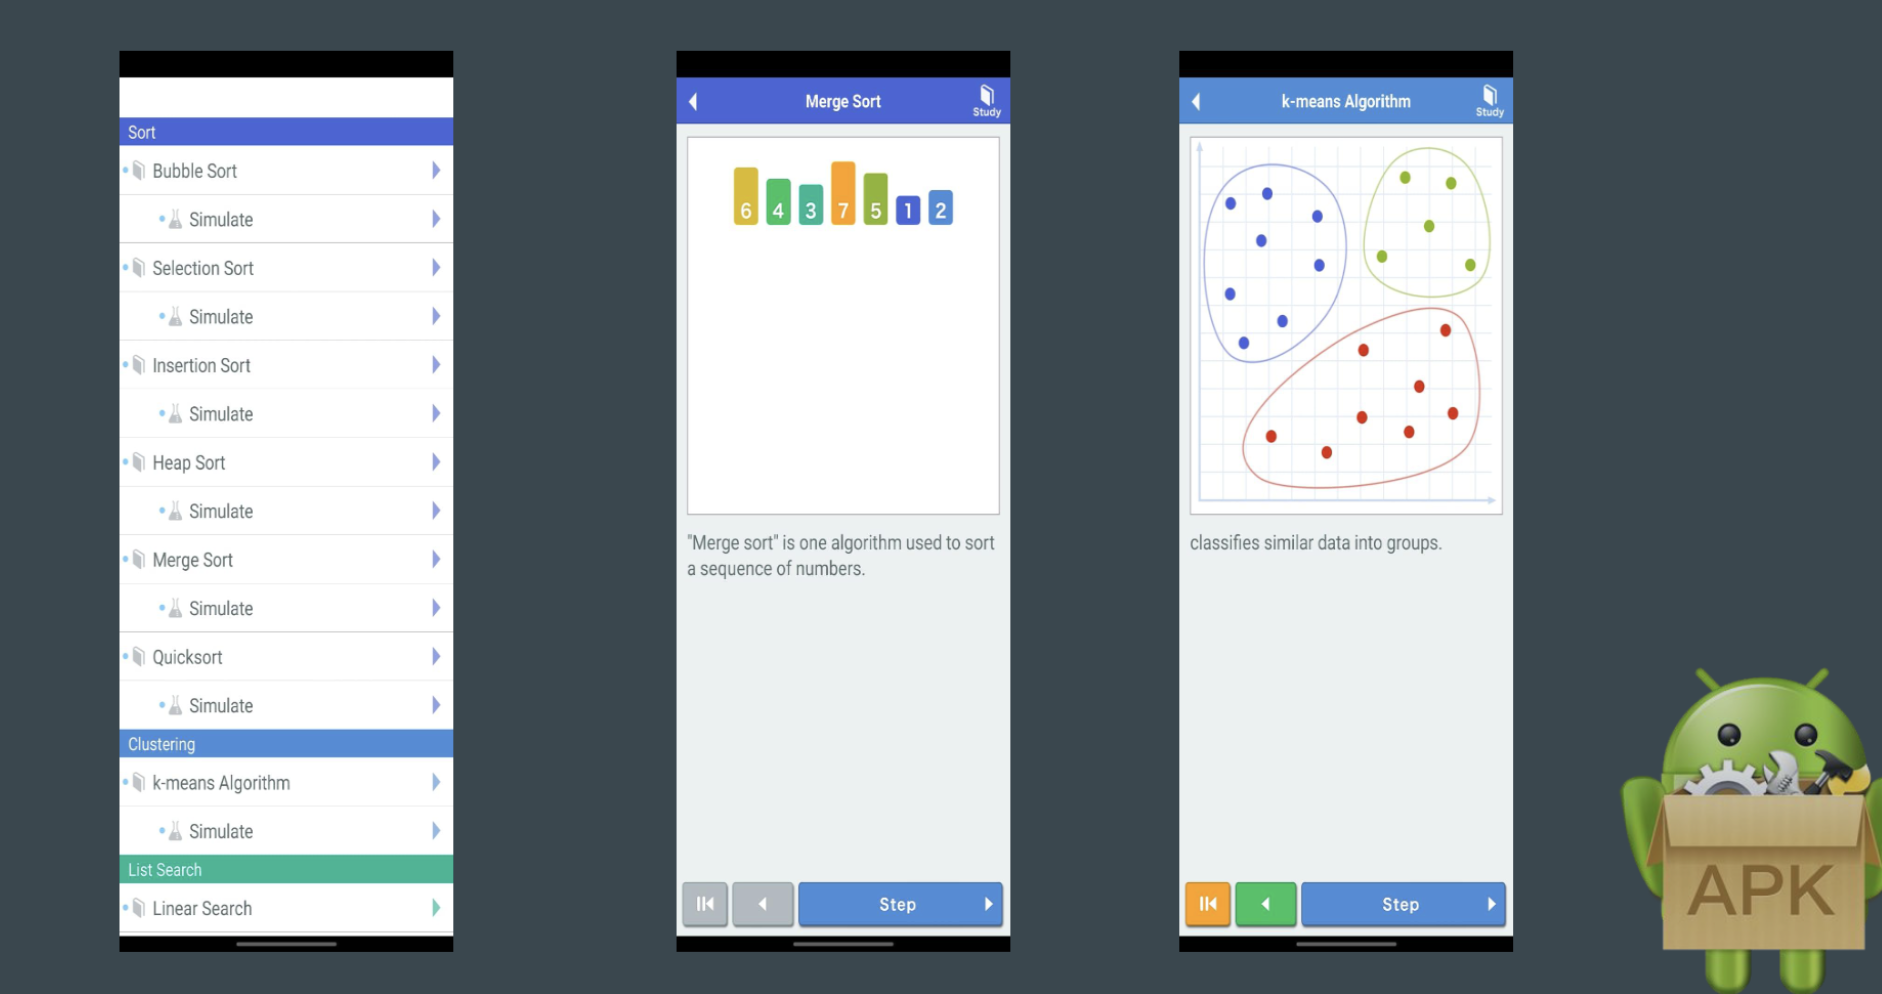 Sort
Bubble Sort
Simulate
Selection Sort
Simulate
Insertion Sort
Simulate
Heap Sort
Simulate
Merge Sort
Simulate
Quicksort
Simulate
Clustering
k-means Algorithm
Simulate
List Search
Linear Search
Merge Sort
Study
6 4 3 7 5 1 2
"Merge sort" is one algorithm used to sort
a sequence of numbers.
Step
k-means Algorithm
Study
classifies similar data into groups.
Step
APK